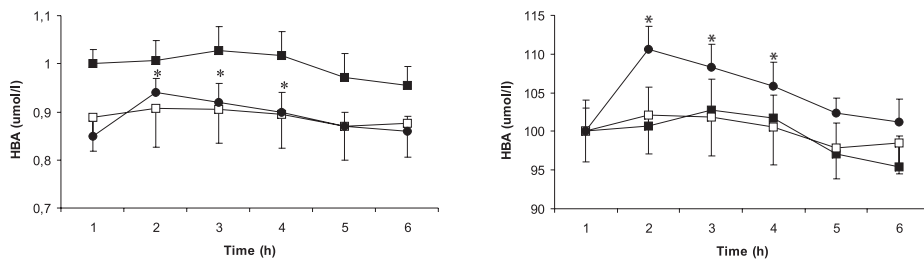 1,1
1
0,9
0,8
0,7
HBA (umol/l)
* * *
1 2 3 4 5 6
Time (h)
115
110
105
100
95
90
HBA (umol/l)
* * *
1 2 3 4 5 6
Time (h)